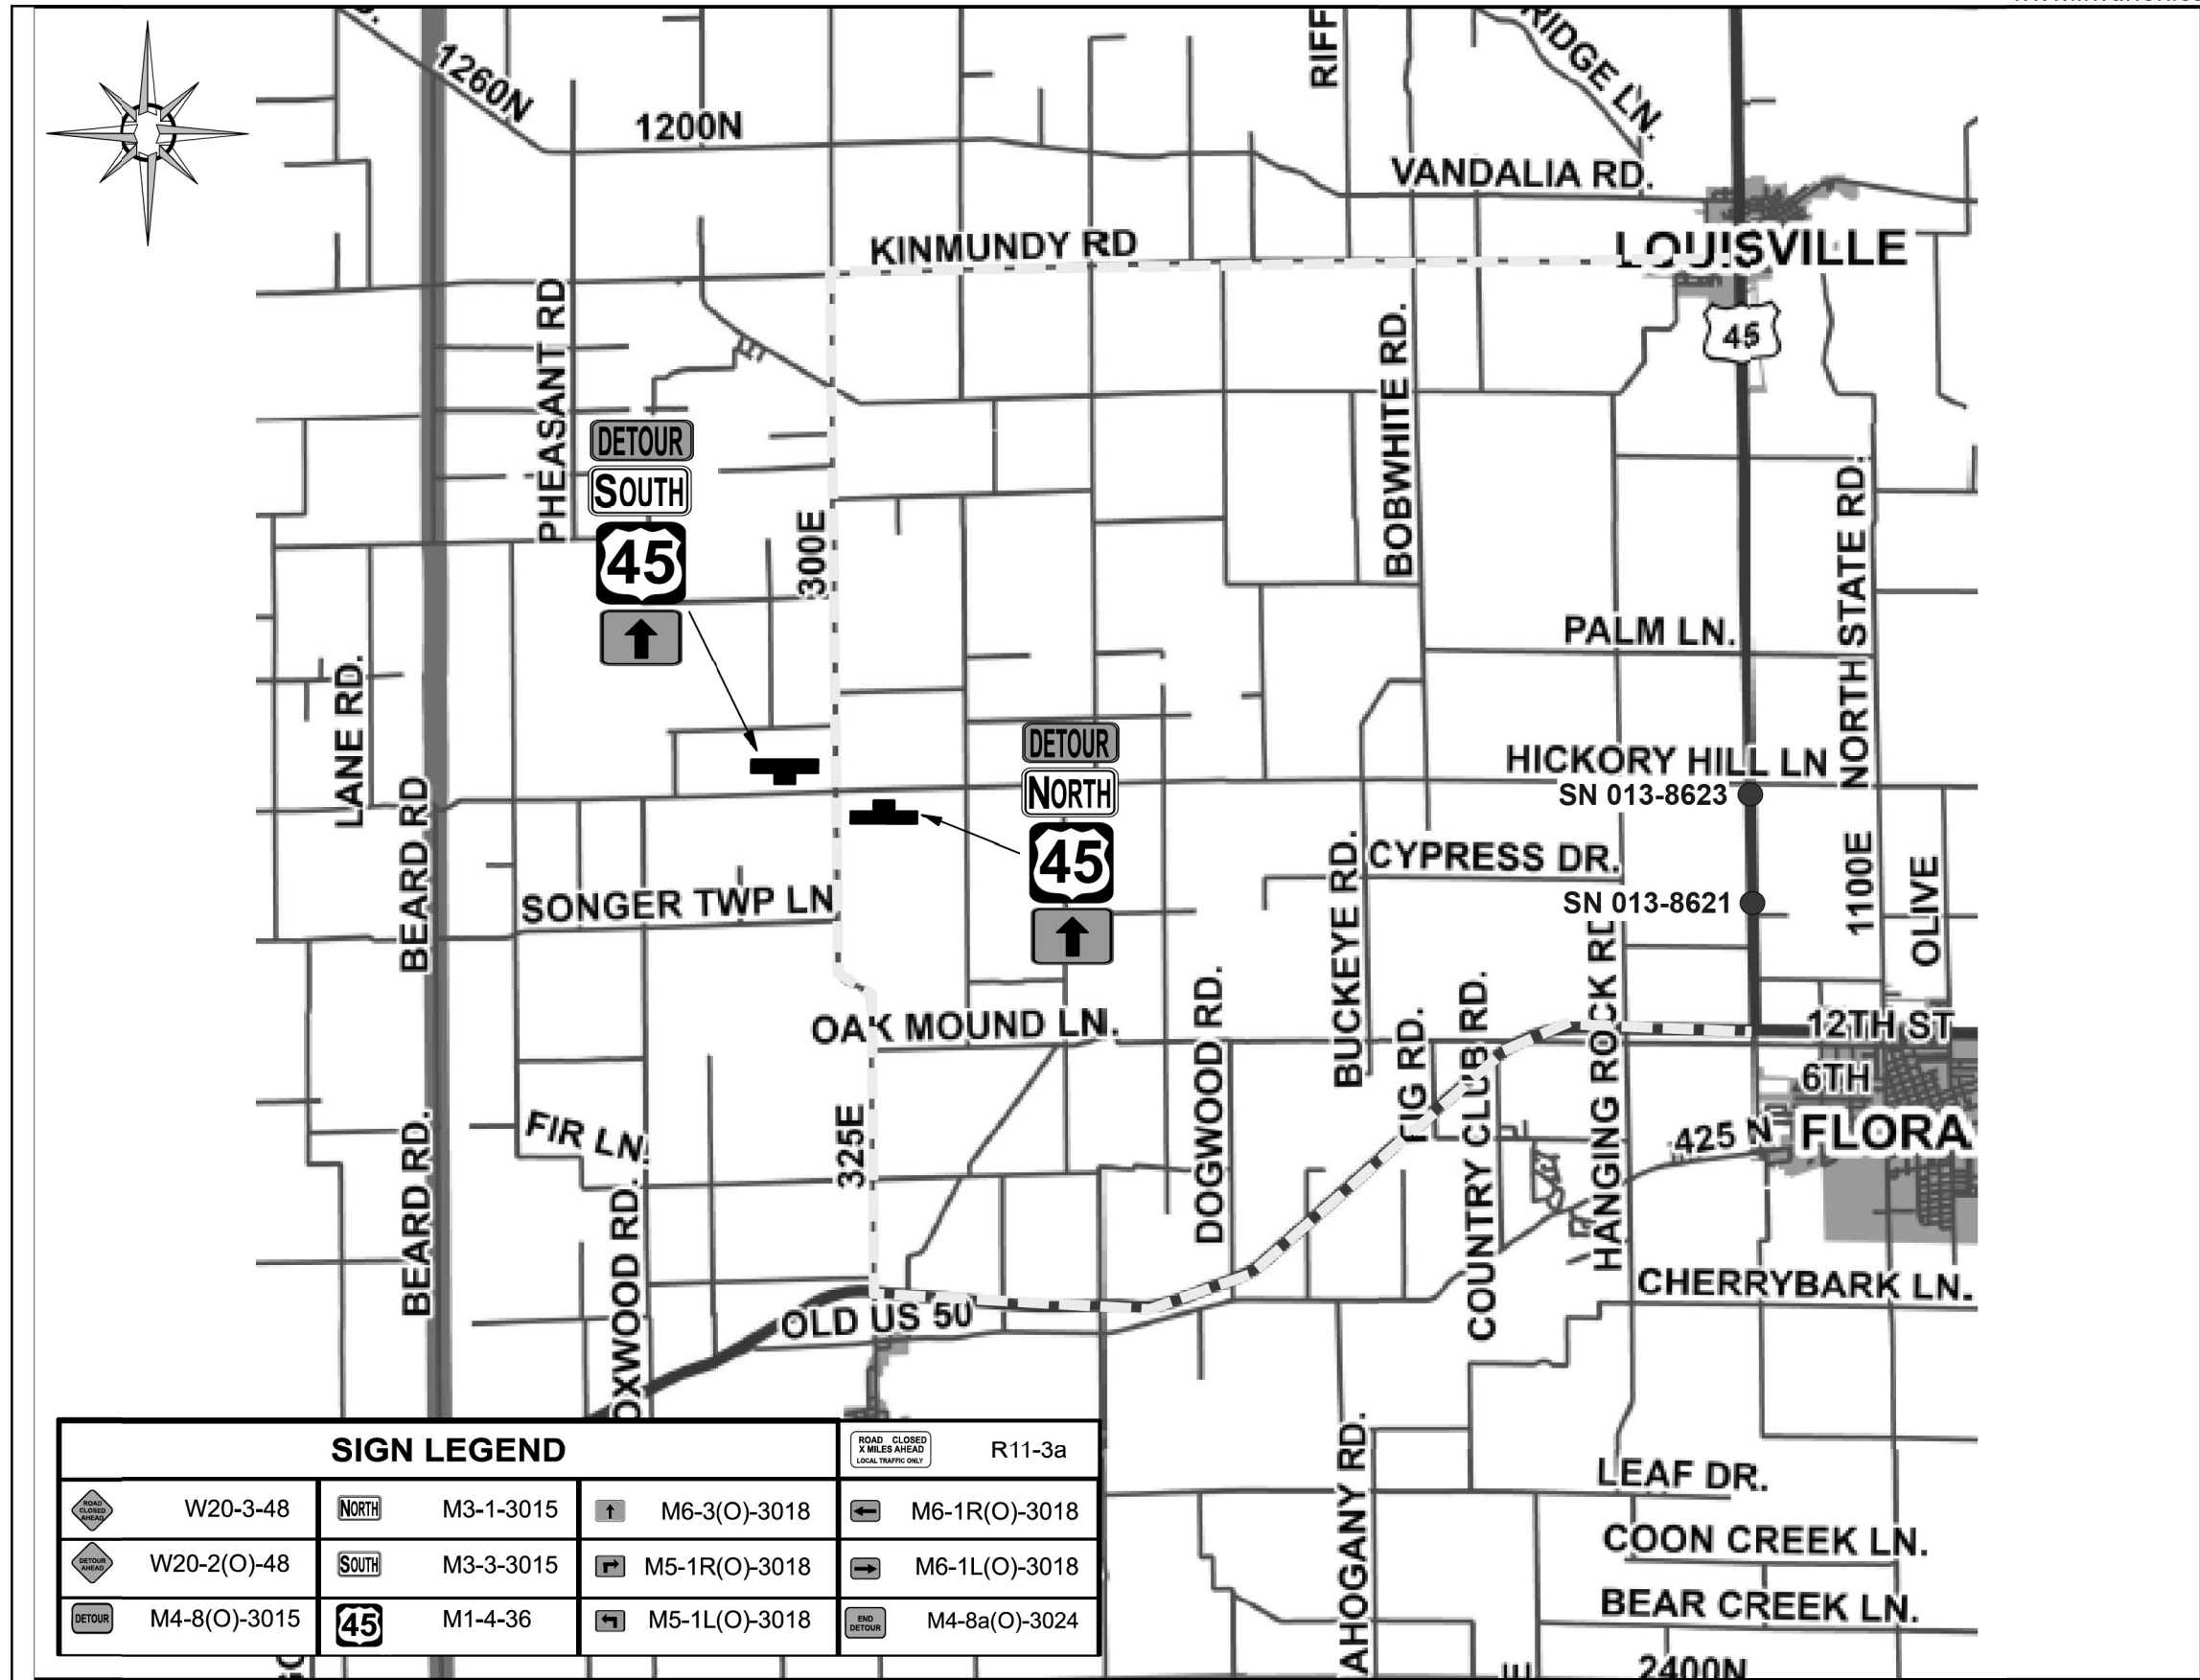 1260N
1200N
RIFF
RIDGE LN.
VANDALIA RD.
KINMUNDY RD
LOUISVILLE
45
PHEASANT RD
BOBWHITE RD.
DETOUR
SOUTH
45
300E
NORTH STATE RD.
PALM LN.
LANE RD.
DETOUR
NORTH
45
HICKORY HILL LN
SN 013-8623
BEARD RD
CYPRESS DR.
BUCKEYE RD.
1100E
OLIVE
SONGER TWP LN
SN 013-8621
HANGING ROCK RD
OAK MOUND LN.
DOGWOOD RD.
FIG RD.
COUNTRY CLUB RD.
12TH ST
6TH
FLORA
425 N
FIR LN.
325E
BEARD RD.
OXWOOD RD.
OLD US 50
CHERRYBARK LN.
AHOGANY RD.
LEAF DR.
COON CREEK LN.
BEAR CREEK LN.
2400N
SIGN LEGEND
ROAD CLOSED
X MILES AHEAD
LOCAL TRAFFIC ONLY
R11-3a
ROAD
CLOSED
AHEAD
W20-3-48
NORTH
M3-1-3015
M6-3(O)-3018
M6-1R(O)-3018
DETOUR
AHEAD
W20-2(O)-48
SOUTH
M3-3-3015
M5-1R(O)-3018
M6-1L(O)-3018
DETOUR
M4-8(O)-3015
45
M1-4-36
M5-1L(O)-3018
END
DETOUR
M4-8a(O)-3024